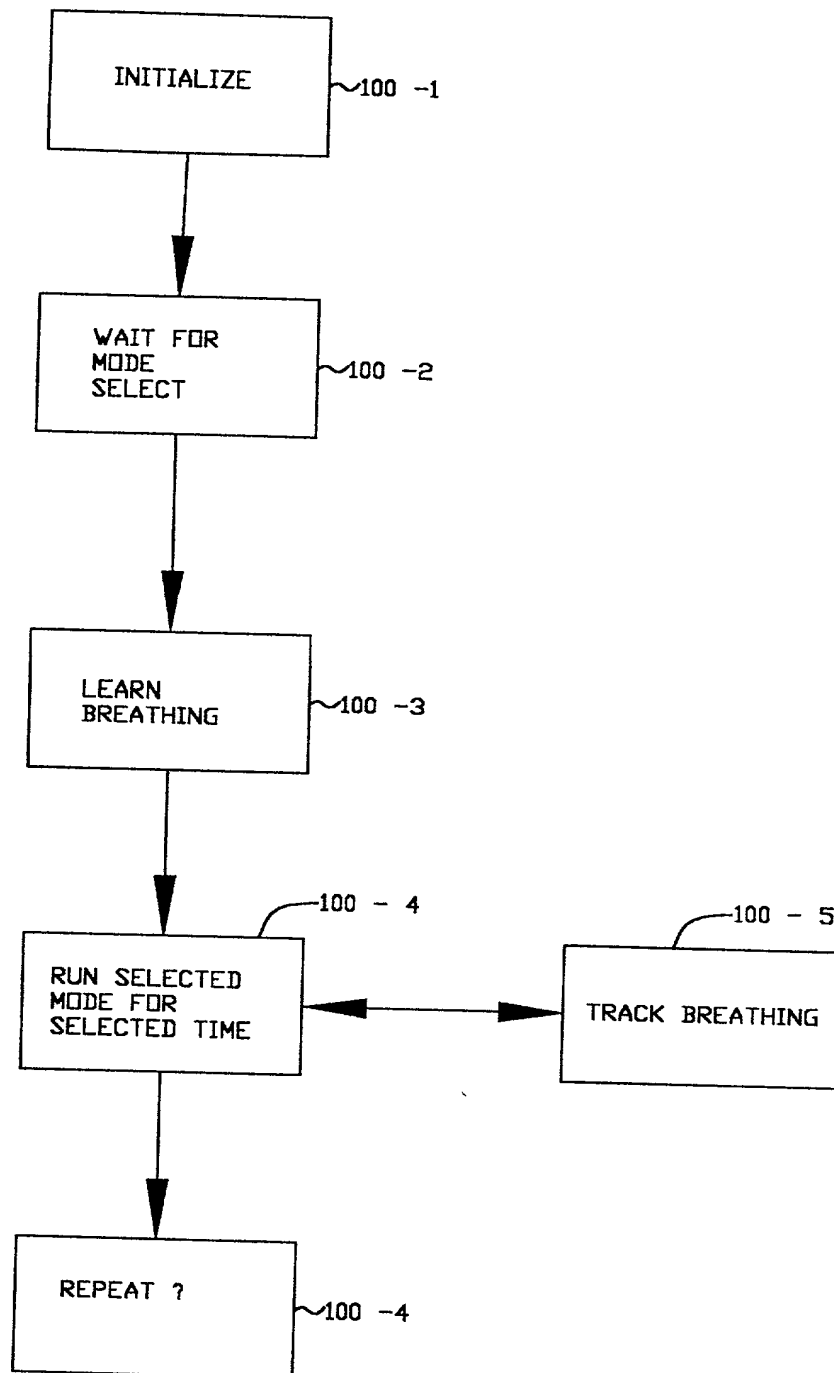 INITIALIZE
100 -1
WAIT FOR
MODE
SELECT
100 -2
LEARN
BREATHING
100 -3
100 - 4
RUN SELECTED
MODE FOR
SELECTED TIME
100 - 5
TRACK BREATHING
REPEAT ?
100 -4